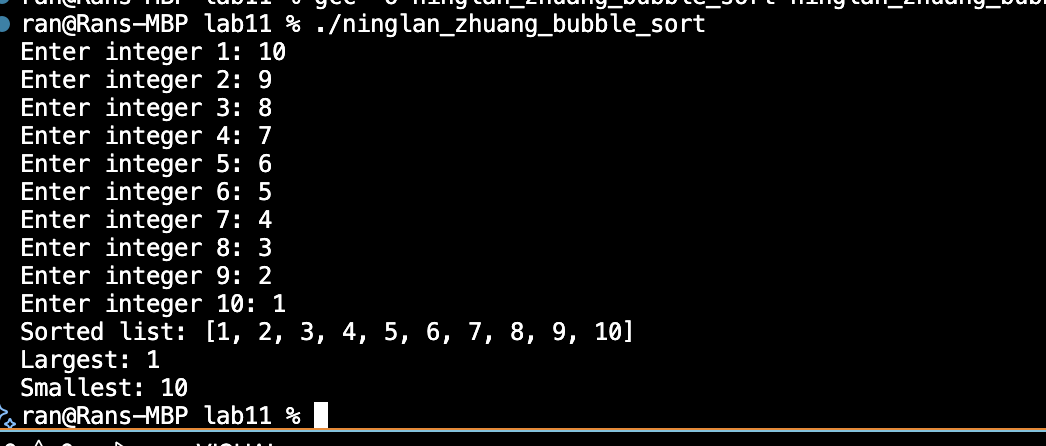 ran@Rans-MBP lab11 % ./ninglan_zhuang_bubble_sort
Enter integer 1: 10
Enter integer 2: 9
Enter integer 3: 8
Enter integer 4: 7
Enter integer 5: 6
Enter integer 6: 5
Enter integer 7: 4
Enter integer 8: 3
Enter integer 9: 2
Enter integer 10: 1
Sorted list: [1, 2, 3, 4, 5, 6, 7, 8, 9, 10]
Largest: 1
Smallest: 10
ran@Rans-MBP lab11 %